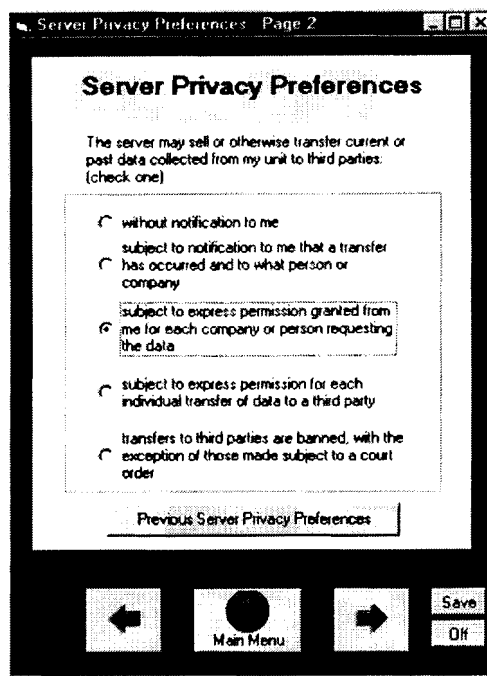 Server Privacy Preferences Page 2
Server Privacy Preferences
The server may sell or otherwise transfer current or
past data collected from my unit to third parties:
(check one)
without notification to me
subject to notification to me that a transfer
has occurred and to what person or
company
subject to express permission granted from
me for each company or person requesting
the data
subject to express permission for each
individual transfer of data to a third party
transfers to third parties are banned, with the
exception of those made subject to a court
order
Previous Server Privacy Preferences
Main Menu
Save
Off